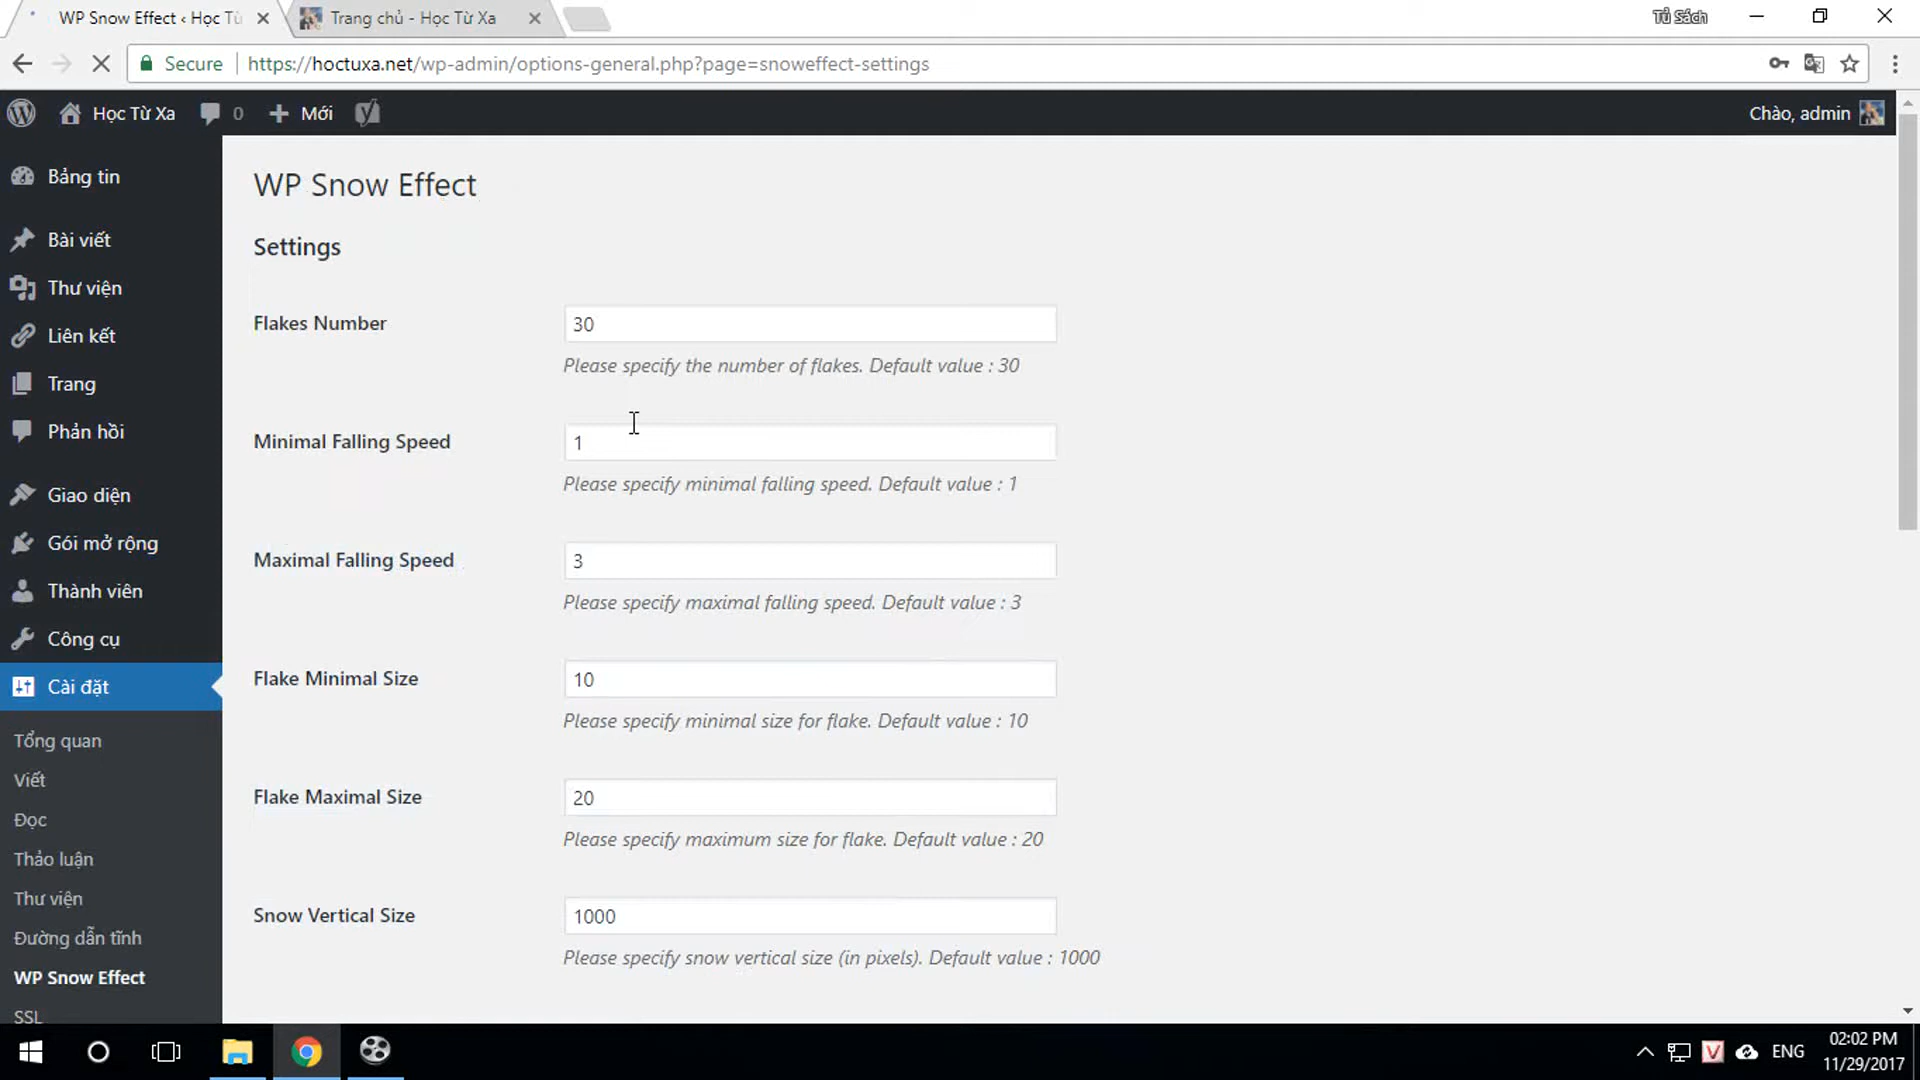 WP Snow Effect ‹ Học Từ
Trang chủ - Học Từ Xa
Tủ Sách
Secure
https://hoctuxa.net/wp-admin/options-general.php?page=snoweffect-settings
Học Từ Xa
0
Mới
Chào, admin
Bảng tin
Bài viết
Thư viện
Liên kết
Trang
Phản hồi
Giao diện
Gói mở rộng
Thành viên
Công cụ
Cài đặt
Tổng quan
Viết
Đọc
Thảo luận
Thư viện
Đường dẫn tĩnh
WP Snow Effect
SSL
WP Snow Effect
Settings
Flakes Number
30
Please specify the number of flakes. Default value : 30
Minimal Falling Speed
1
Please specify minimal falling speed. Default value : 1
Maximal Falling Speed
3
Please specify maximal falling speed. Default value : 3
Flake Minimal Size
10
Please specify minimal size for flake. Default value : 10
Flake Maximal Size
20
Please specify maximum size for flake. Default value : 20
Snow Vertical Size
1000
Please specify snow vertical size (in pixels). Default value : 1000
ENG
02:02 PM
11/29/2017